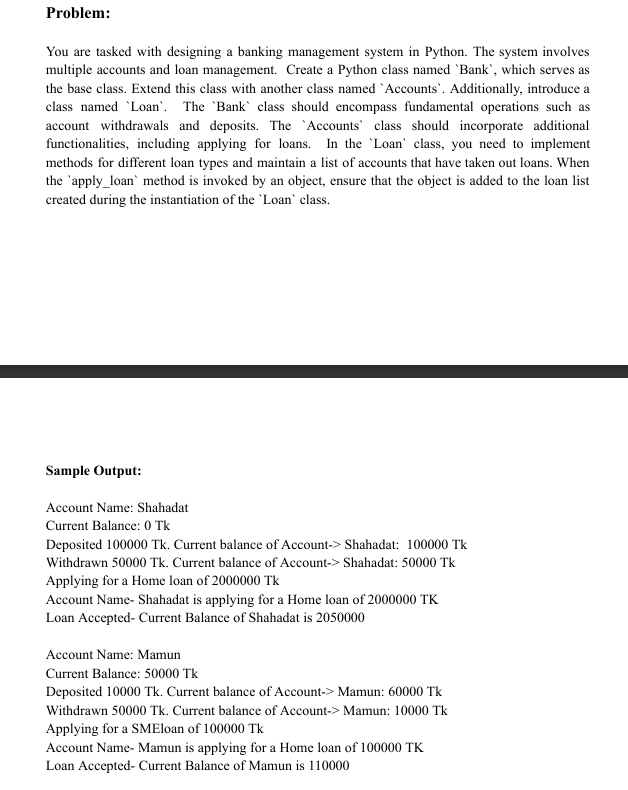 Problem:
You are tasked with designing a banking management system in Python. The system involves
multiple accounts and loan management.  Create a Python class named `Bank`, which serves as
the base class. Extend this class with another class named `Accounts`. Additionally, introduce a
class named `Loan`.  The `Bank` class should encompass fundamental operations such as
account withdrawals and deposits. The `Accounts` class should incorporate additional
functionalities, including applying for loans.  In the `Loan` class, you need to implement
methods for different loan types and maintain a list of accounts that have taken out loans. When
the `apply_loan` method is invoked by an object, ensure that the object is added to the loan list
created during the instantiation of the `Loan` class.
Sample Output:
Account Name: Shahadat
Current Balance: 0 Tk
Deposited 100000 Tk. Current balance of Account-> Shahadat:  100000 Tk
Withdrawn 50000 Tk. Current balance of Account-> Shahadat: 50000 Tk
Applying for a Home loan of 2000000 Tk
Account Name- Shahadat is applying for a Home loan of 2000000 TK
Loan Accepted- Current Balance of Shahadat is 2050000
Account Name: Mamun
Current Balance: 50000 Tk
Deposited 10000 Tk. Current balance of Account-> Mamun: 60000 Tk
Withdrawn 50000 Tk. Current balance of Account-> Mamun: 10000 Tk
Applying for a SMEloan of 100000 Tk
Account Name- Mamun is applying for a Home loan of 100000 TK
Loan Accepted- Current Balance of Mamun is 110000